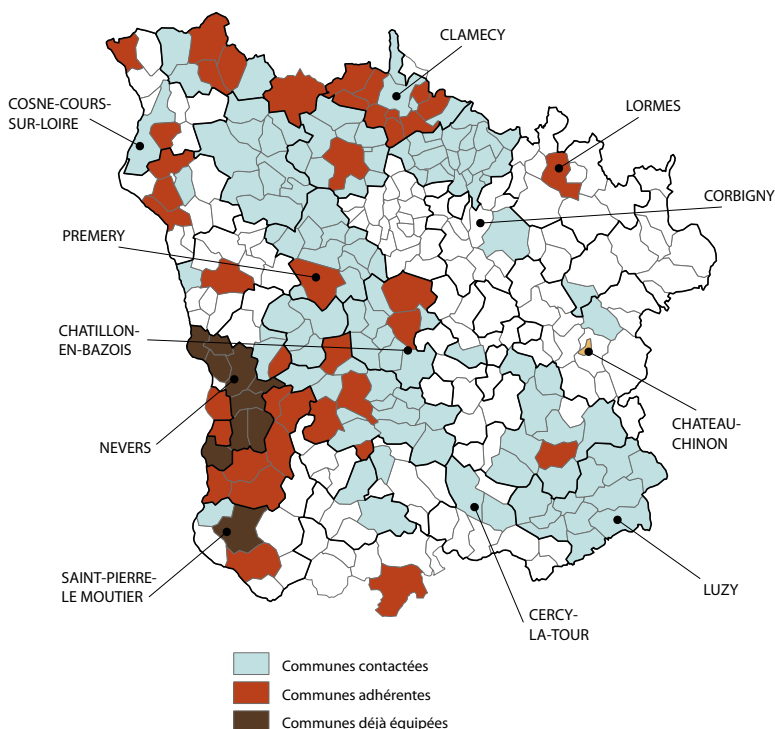 CLAMECY
COSNE-COURS-
SUR-LOIRE
LORMES
CORBIGNY
PREMERY
CHATILLON-
EN-BAZOIS
NEVERS
CHATEAU-
CHINON
SAINT-PIERRE-
LE MOUTIER
LUZY
CERCY-
LA-TOUR
Communes contactées
Communes adhérentes
Communes déjà équipées